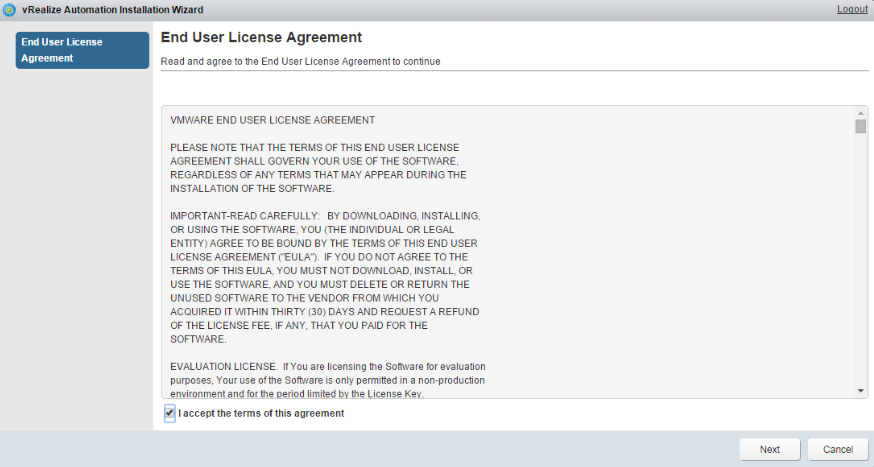 vRealize Automation Installation Wizard
Logout
End User License
Agreement
End User License Agreement
Read and agree to the End User License Agreement to continue
VMWARE END USER LICENSE AGREEMENT
PLEASE NOTE THAT THE TERMS OF THIS END USER LICENSE
AGREEMENT SHALL GOVERN YOUR USE OF THE SOFTWARE,
REGARDLESS OF ANY TERMS THAT MAY APPEAR DURING THE
INSTALLATION OF THE SOFTWARE.
IMPORTANT-READ CAREFULLY:   BY DOWNLOADING, INSTALLING,
OR USING THE SOFTWARE, YOU (THE INDIVIDUAL OR LEGAL
ENTITY) AGREE TO BE BOUND BY THE TERMS OF THIS END USER
LICENSE AGREEMENT ("EULA").  IF YOU DO NOT AGREE TO THE
TERMS OF THIS EULA, YOU MUST NOT DOWNLOAD, INSTALL, OR
USE THE SOFTWARE, AND YOU MUST DELETE OR RETURN THE
UNUSED SOFTWARE TO THE VENDOR FROM WHICH YOU
ACQUIRED IT WITHIN THIRTY (30) DAYS AND REQUEST A REFUND
OF THE LICENSE FEE, IF ANY, THAT YOU PAID FOR THE
SOFTWARE.
EVALUATION LICENSE.  If You are licensing the Software for evaluation
purposes, Your use of the Software is only permitted in a non-production
environment and for the period limited by the License Key.
I accept the terms of this agreement
Next
Cancel